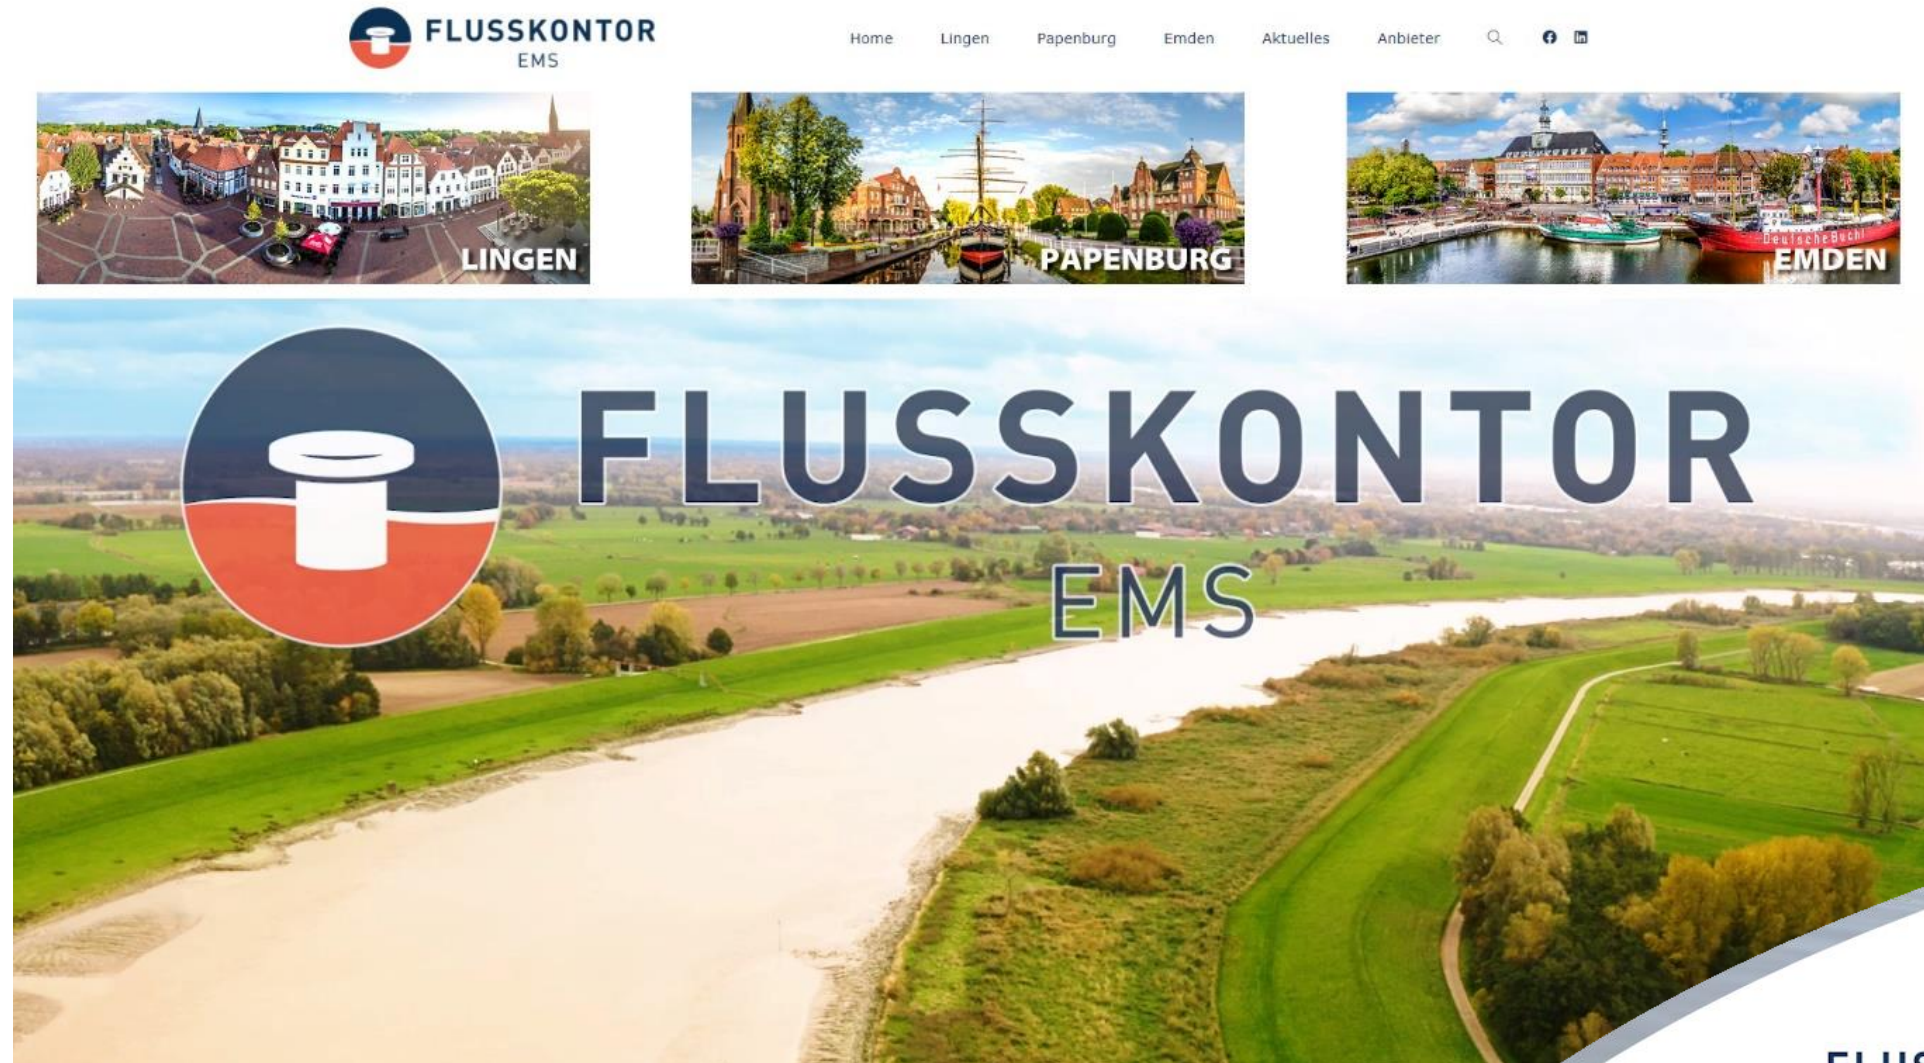 FLUSSKONTOR
EMS
Home Lingen Papenburg Emden Aktuelles Anbieter
LINGEN
PAPENBURG
Deutsche Bucht
EMDEN
FLUSSKONTOR
EMS